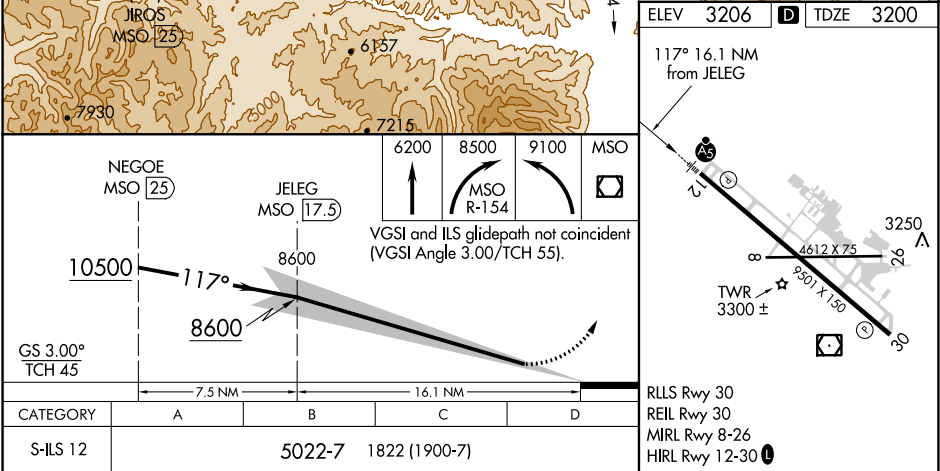 JIROS
MSO 25
6157
7930
7215
4
NEGOE
MSO 25
JELEG
MSO 17.5
8600
10500
117°
8600
GS 3.00°
TCH 45
7.5 NM
16.1 NM
6200
8500
9100
MSO
MSO
R-154
VGSI and ILS glidepath not coincident
(VGSI Angle 3.00/TCH 55).
CATEGORY A B C D
S-ILS 12 5022-7 1822 (1900-7)
ELEV 3206 D TDZE 3200
117° 16.1 NM
from JELEG
A5
P
12
3250
8
4612 X 75
26
9501 X 150
TWR
3300 ±
P
30
RLLS Rwy 30
REIL Rwy 30
MIRL Rwy 8-26
HIRL Rwy 12-30 L